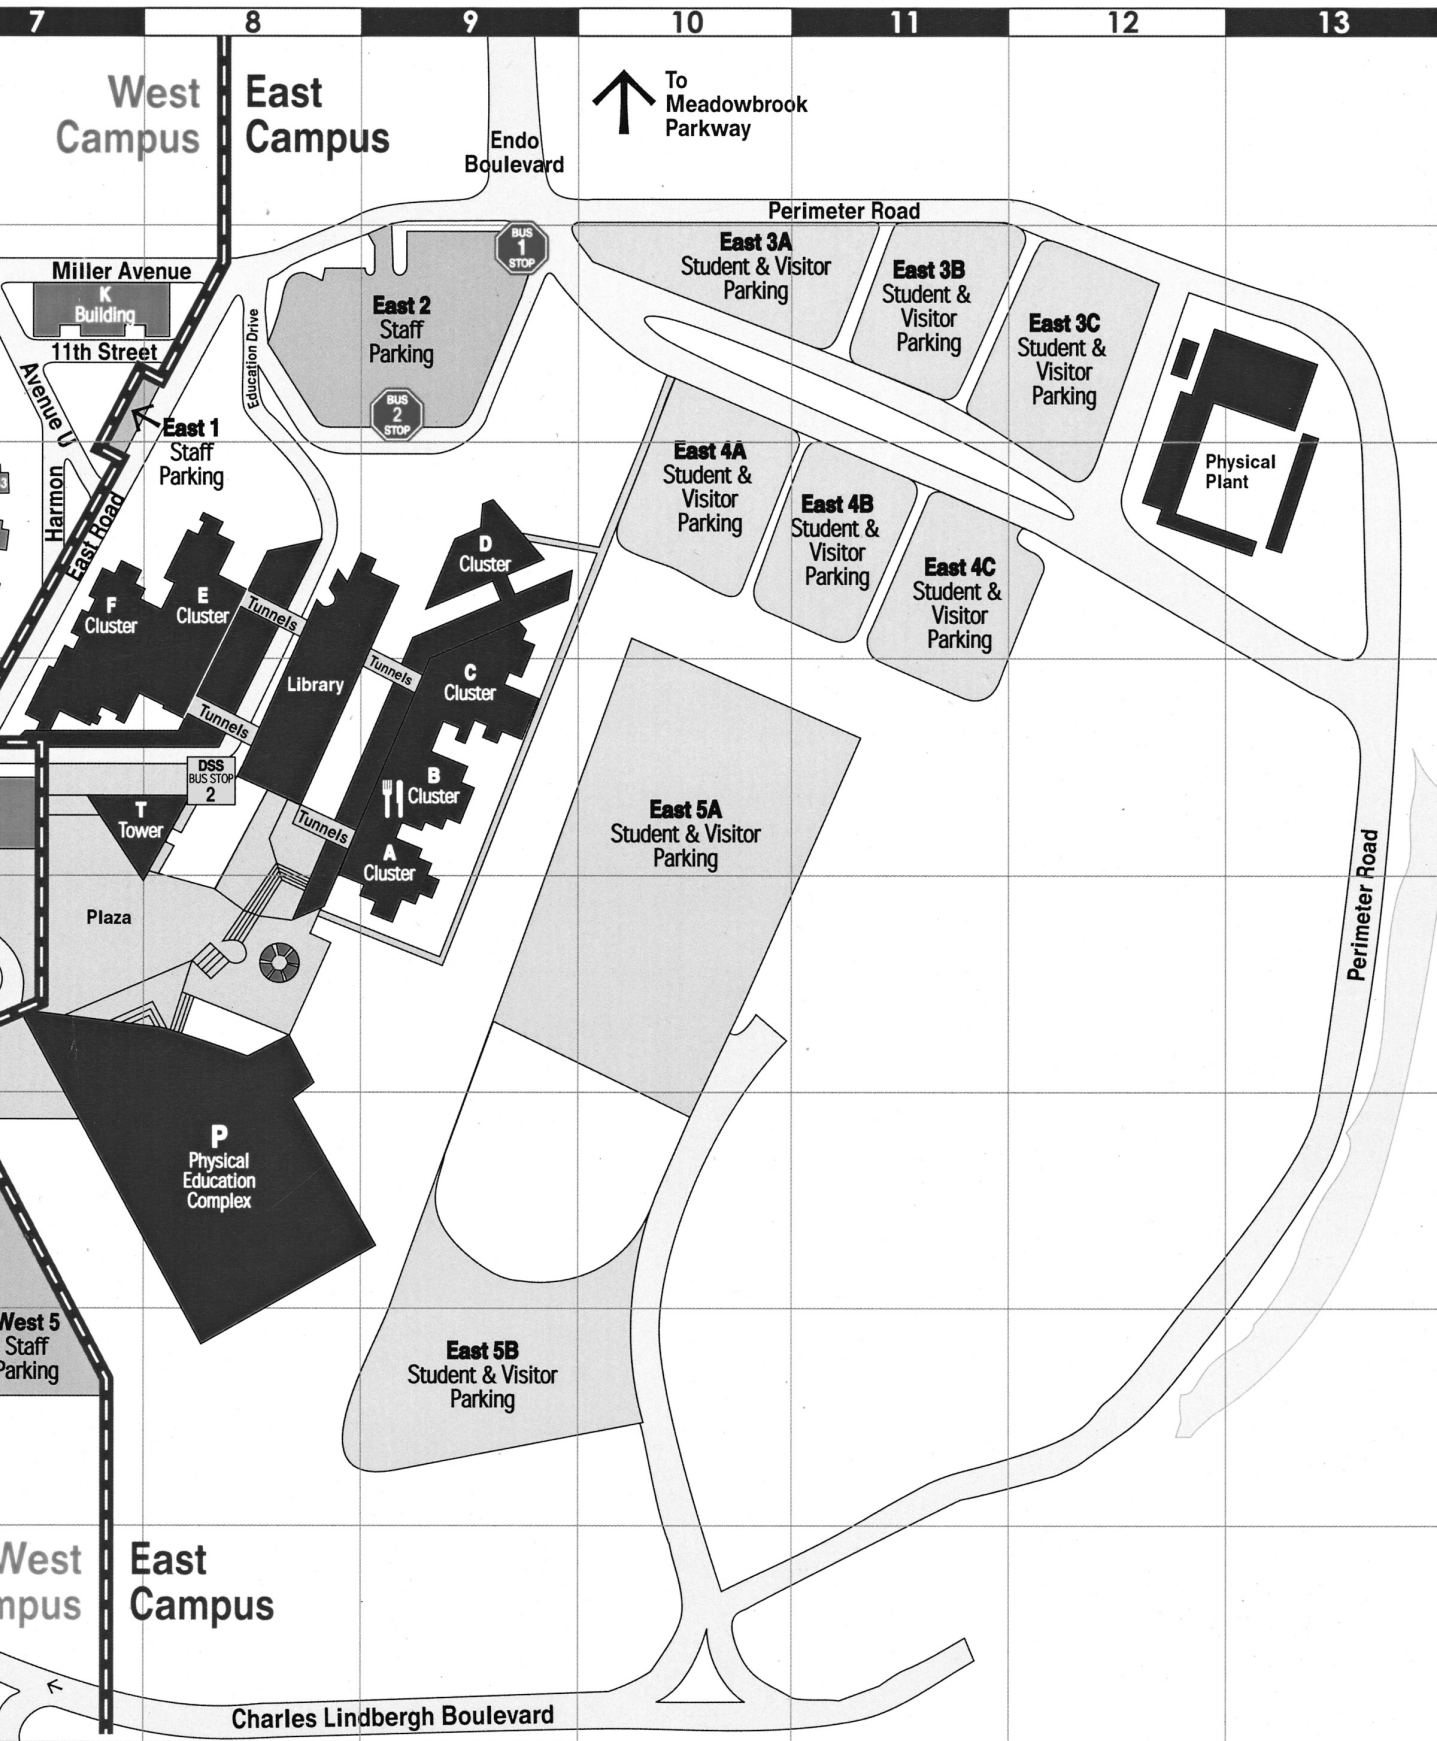 7 8 9 10 11 12 13
West
Campus
East
Campus
To
Meadowbrook
Parkway
Endo
Boulevard
Perimeter Road
BUS
1
STOP
Miller Avenue
K
Building
11th Street
Avenue U
Harmon
East Road
Education Drive
East 1
Staff
Parking
East 2
Staff
Parking
BUS
2
STOP
East 3A
Student & Visitor
Parking
East 3B
Student &
Visitor
Parking
East 3C
Student &
Visitor
Parking
Physical
Plant
East 4A
Student &
Visitor
Parking
East 4B
Student &
Visitor
Parking
East 4C
Student &
Visitor
Parking
3
F
Cluster
E
Cluster
Tunnels
D
Cluster
Library
Tunnels
C
Cluster
Tunnels
DSS
BUS STOP
2
B
Cluster
T
Tower
Tunnels
A
Cluster
East 5A
Student & Visitor
Parking
Plaza
Perimeter Road
P
Physical
Education
Complex
West 5
Staff
Parking
East 5B
Student & Visitor
Parking
West
mpus
East
Campus
Charles Lindbergh Boulevard